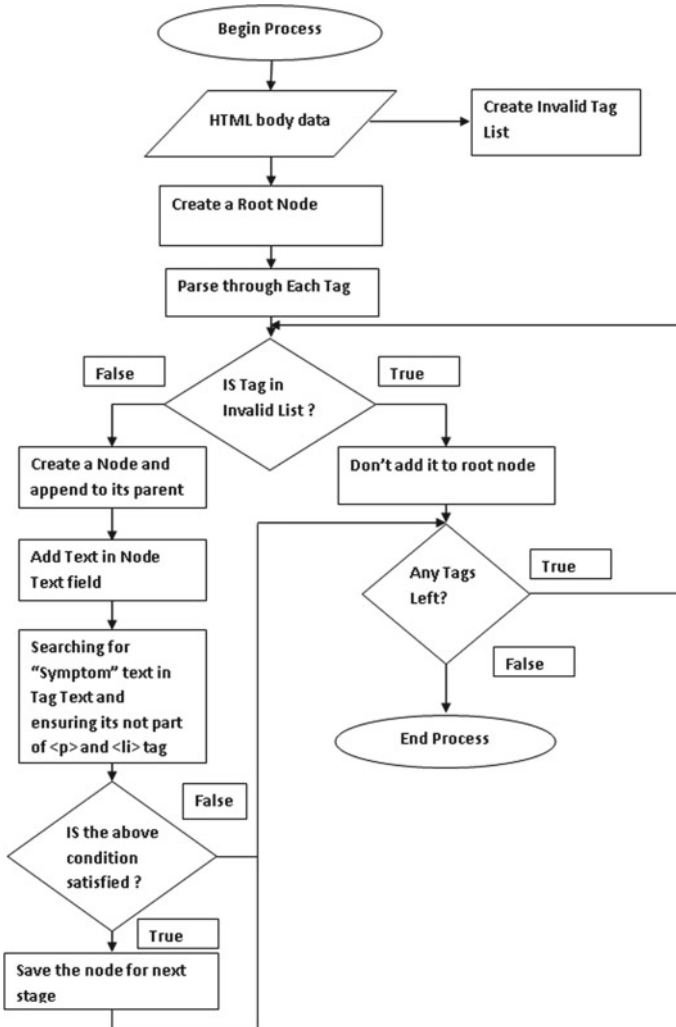 Begin Process
HTML body data
Create Invalid Tag
List
Create a Root Node
Parse through Each Tag
False
IS Tag in
Invalid List ?
True
Create a Node and
append to its parent
Don't add it to root node
Add Text in Node
Text field
Any Tags
Left?
True
Searching for
"Symptom" text in
Tag Text and
ensuring its not part
of <p> and <li> tag
False
End Process
False
IS the above
condition
satisfied ?
True
Save the node for next
stage